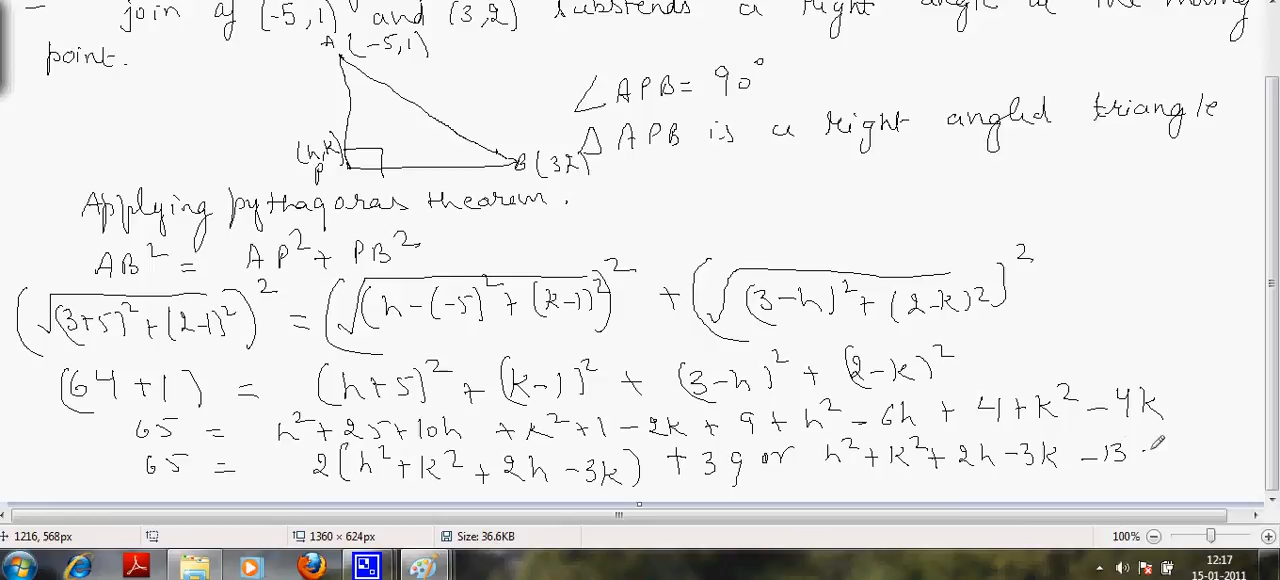 – join of (-5,1) and (3,2) substends a right angle at the moving
point.
A (-5,1)
∠APB = 90°
Δ APB is a right angled triangle
(h,k)
P
B (3 2)
Applying pythagoras theorem.
AB² = AP² + PB²
(√(3+5)²+(2-1)²)² = (√(h-(-5)²+(k-1)²)² + (√(3-h)²+(2-k)²)²
(64+1) = (h+5)² + (k-1)² + (3-h)² + (2-k)²
65 = h²+25+10h +k²+1-2k+9+h²-6h+4+k²-4k
65 = 2(h²+k²+2h-3k) +39 or h²+k²+2h-3k-13
1216, 568px
1360 × 624px
Size: 36.6KB
100%
12:17
15-01-2011